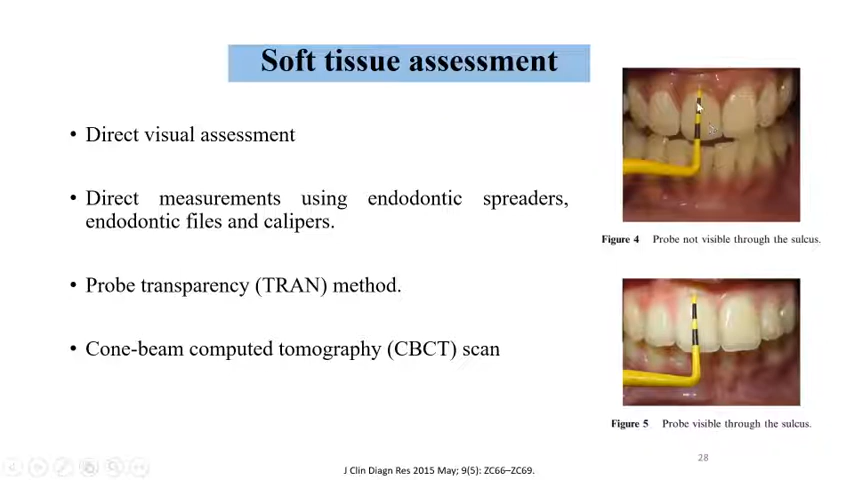 Soft tissue assessment
• Direct visual assessment
• Direct measurements using endodontic spreaders,
endodontic files and calipers.
• Probe transparency (TRAN) method.
• Cone-beam computed tomography (CBCT) scan
Figure 4 Probe not visible through the sulcus.
Figure 5 Probe visible through the sulcus.
28
J Clin Diagn Res 2015 May; 9(5): ZC66–ZC69.